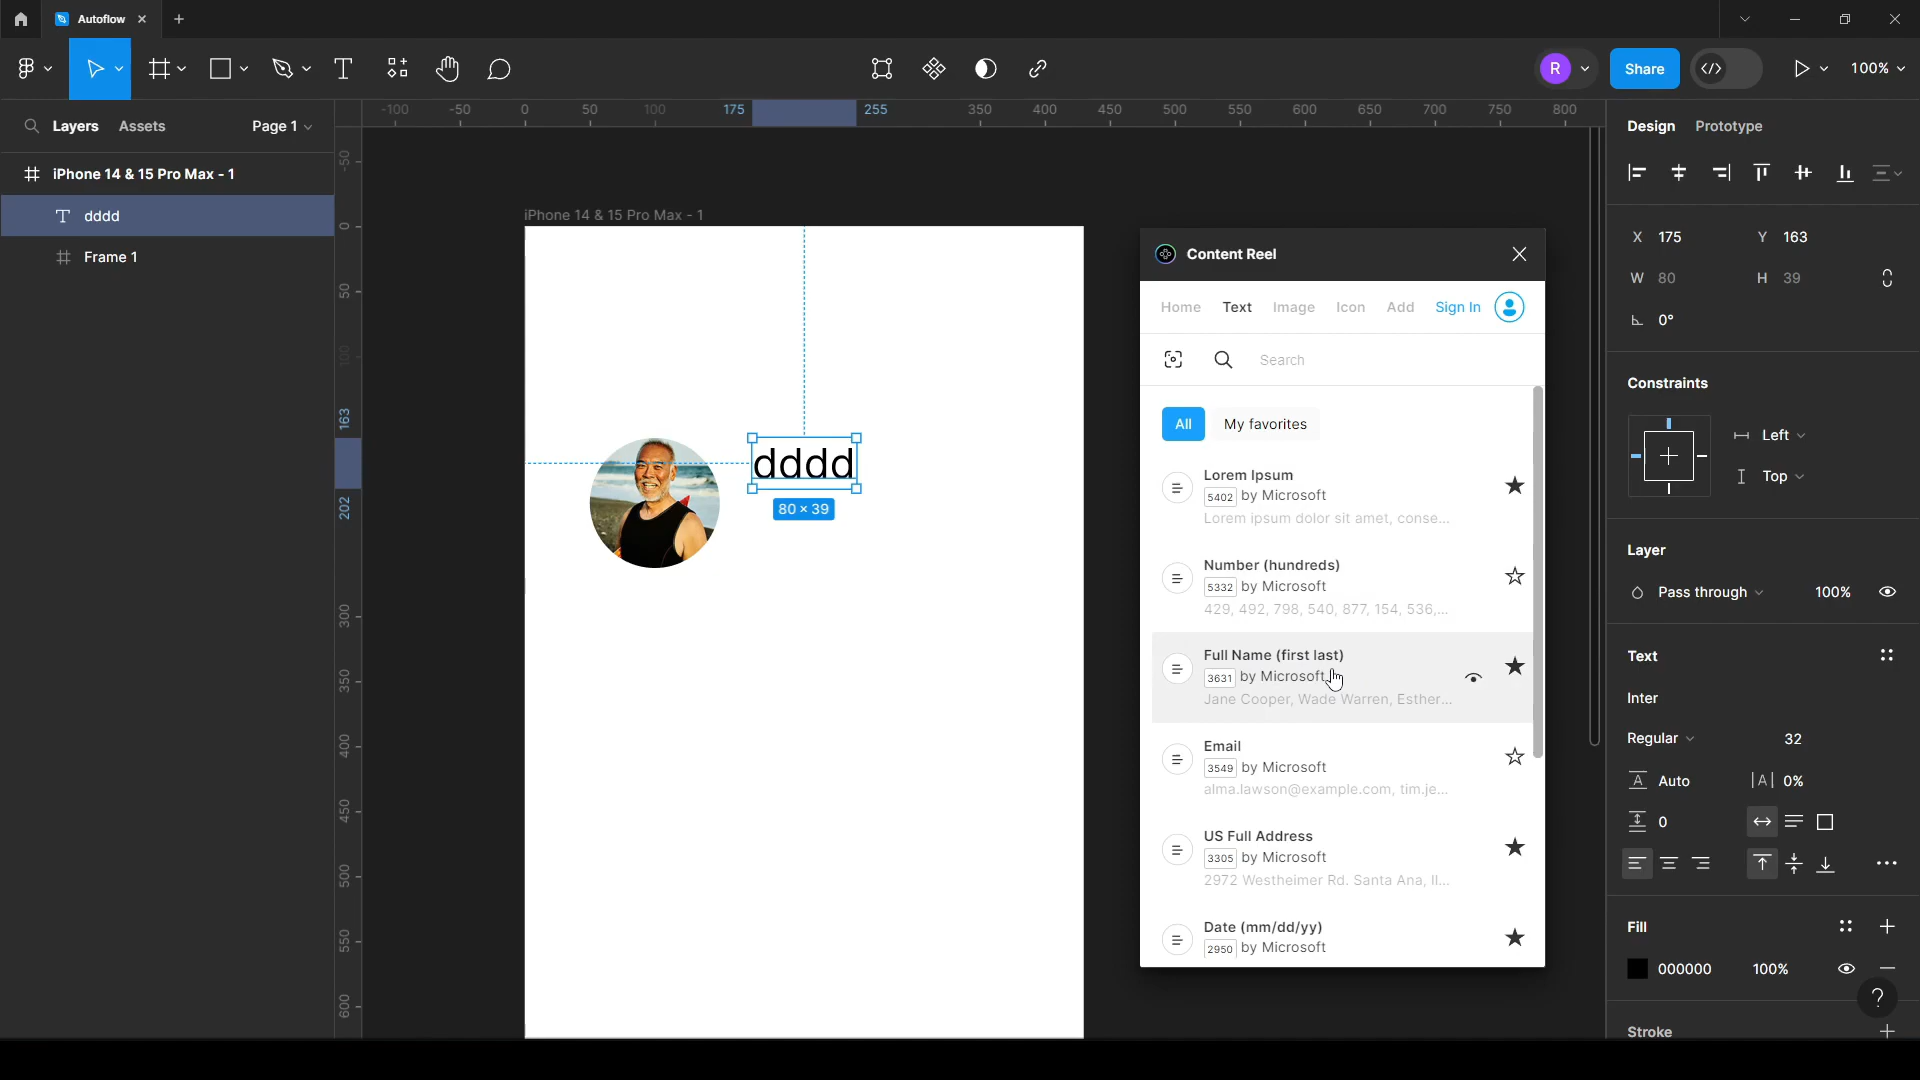 Autoflow
Share
100%
Layers
Assets
Page 1
iPhone 14 & 15 Pro Max - 1
dddd
Frame 1
-100
-50
0
50
100
175
255
350
400
450
500
550
600
650
700
750
800
-50
0
50
100
163
202
300
350
400
450
500
550
600
iPhone 14 & 15 Pro Max - 1
dddd
80 × 39
Content Reel
Home
Text
Image
Icon
Add
Sign In
Search
All
My favorites
Lorem Ipsum
5402 by Microsoft
Lorem ipsum dolor sit amet, conse...
Number (hundreds)
5332 by Microsoft
429, 492, 798, 540, 877, 154, 536,...
Full Name (first last)
3631 by Microsoft
Jane Cooper, Wade Warren, Esther...
Email
3549 by Microsoft
alma.lawson@example.com, tim.je...
US Full Address
3305 by Microsoft
2972 Westheimer Rd. Santa Ana, Il...
Date (mm/dd/yy)
2950 by Microsoft
R
Design
Prototype
X 175
Y 163
W 80
H 39
0°
Constraints
Left
Top
Layer
Pass through
100%
Text
Inter
Regular
32
Auto
|A| 0%
0
Fill
000000
100%
?
Stroke